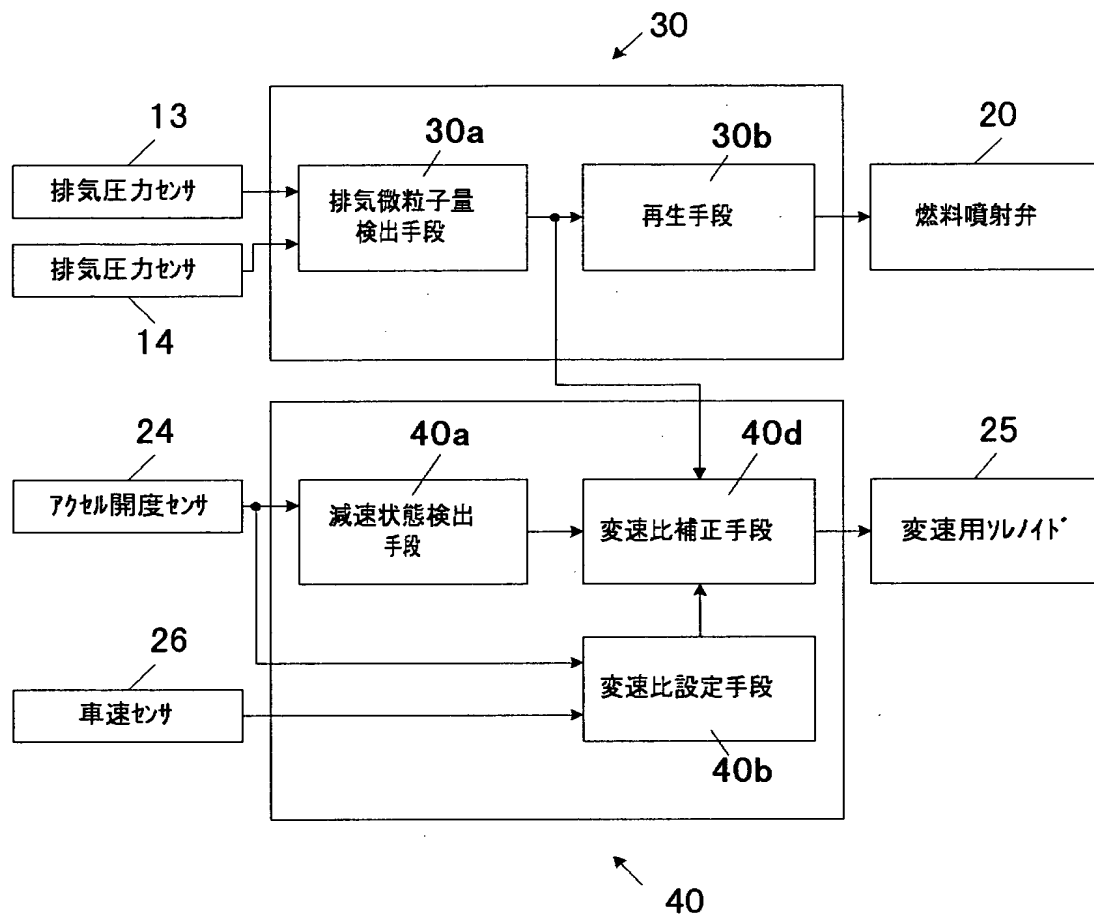 30
13
30a
30b
20
排気圧力ｾﾝｻ
排気微粒子量
検出手段
再生手段
燃料噴射弁
排気圧力ｾﾝｻ
14
24
40a
40d
25
ｱｸｾﾙ開度ｾﾝｻ
減速状態検出
手段
変速比補正手段
変速用ｿﾚﾉｲﾄﾞ
26
車速ｾﾝｻ
変速比設定手段
40b
40